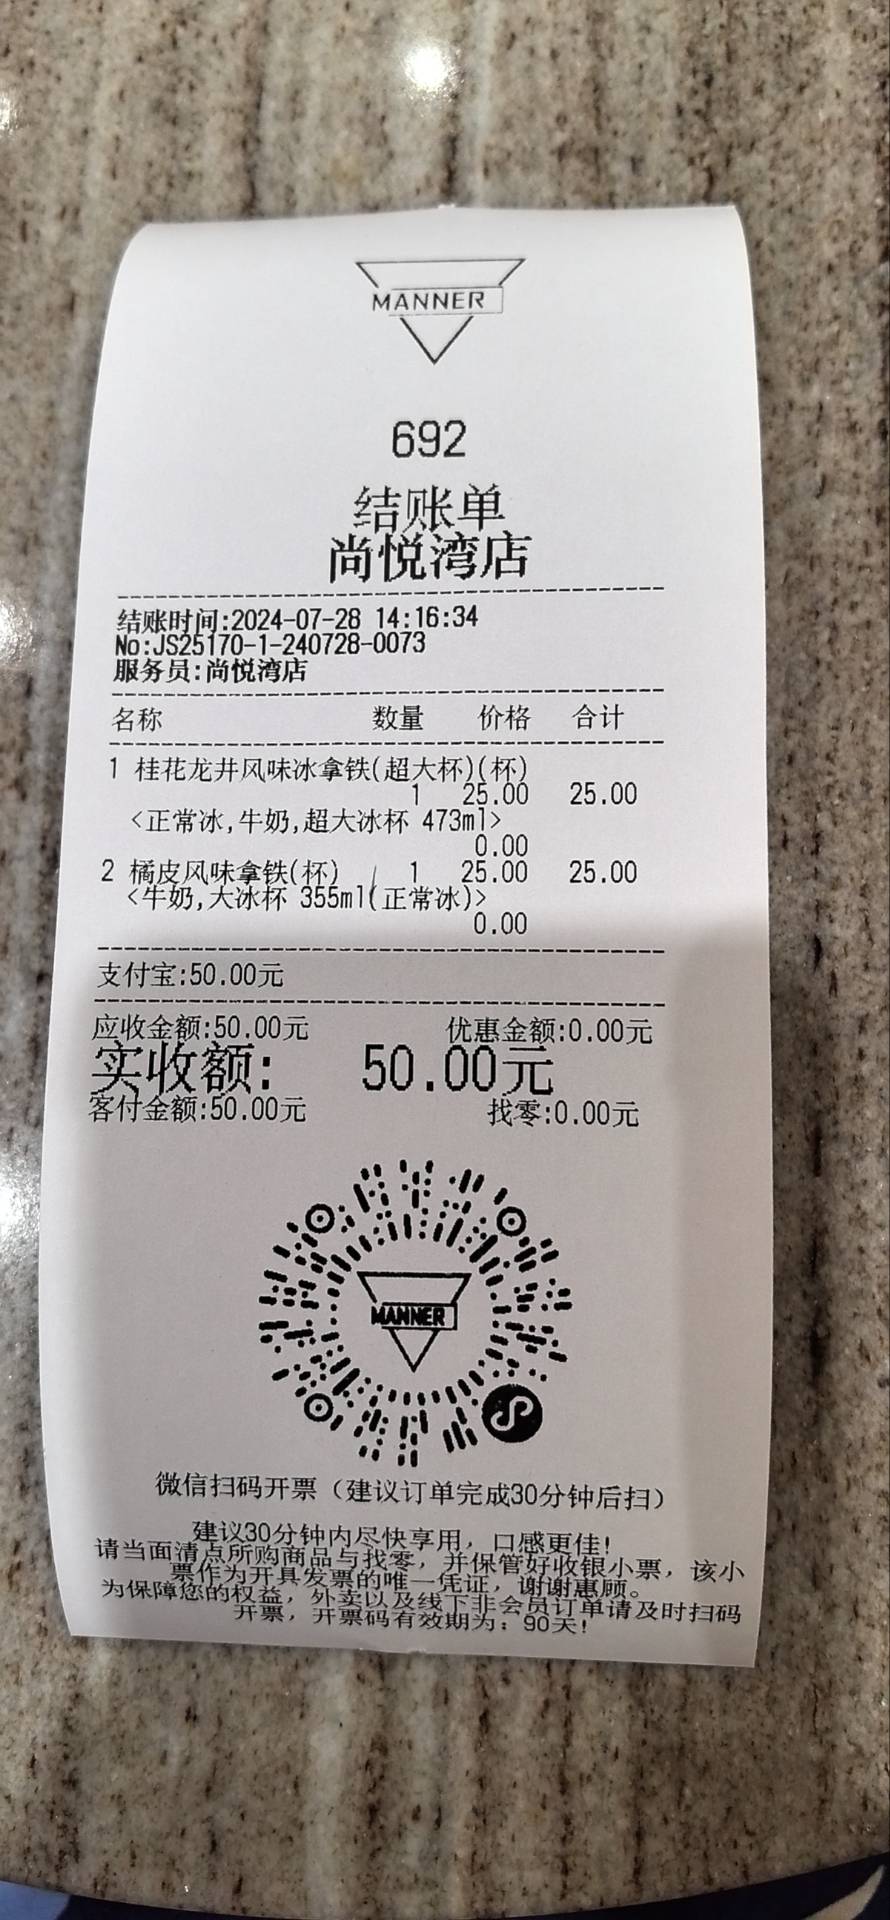 MANNER
692
结账单
尚悦湾店
结账时间:2024-07-28 14:16:34
No:JS25170-1-240728-0073
服务员:尚悦湾店
名称 数量 价格 合计
1 桂花龙井风味冰拿铁(超大杯)(杯)
1 25.00 25.00
<正常冰,牛奶,超大冰杯 473ml>
0.00
2 橘皮风味拿铁(杯) 1 25.00 25.00
<牛奶,大冰杯 355ml(正常冰)>
0.00
支付宝:50.00元
应收金额:50.00元 优惠金额:0.00元
实收额: 50.00元
客付金额:50.00元 找零:0.00元
MANNER
微信扫码开票（建议订单完成30分钟后扫）
建议30分钟内尽快享用，口感更佳!
请当面清点所购商品与找零，并保管好收银小票，该小
票作为开具发票的唯一凭证，谢谢惠顾。
为保障您的权益，外卖以及线下非会员订单请及时扫码
开票，开票码有效期为：90天!